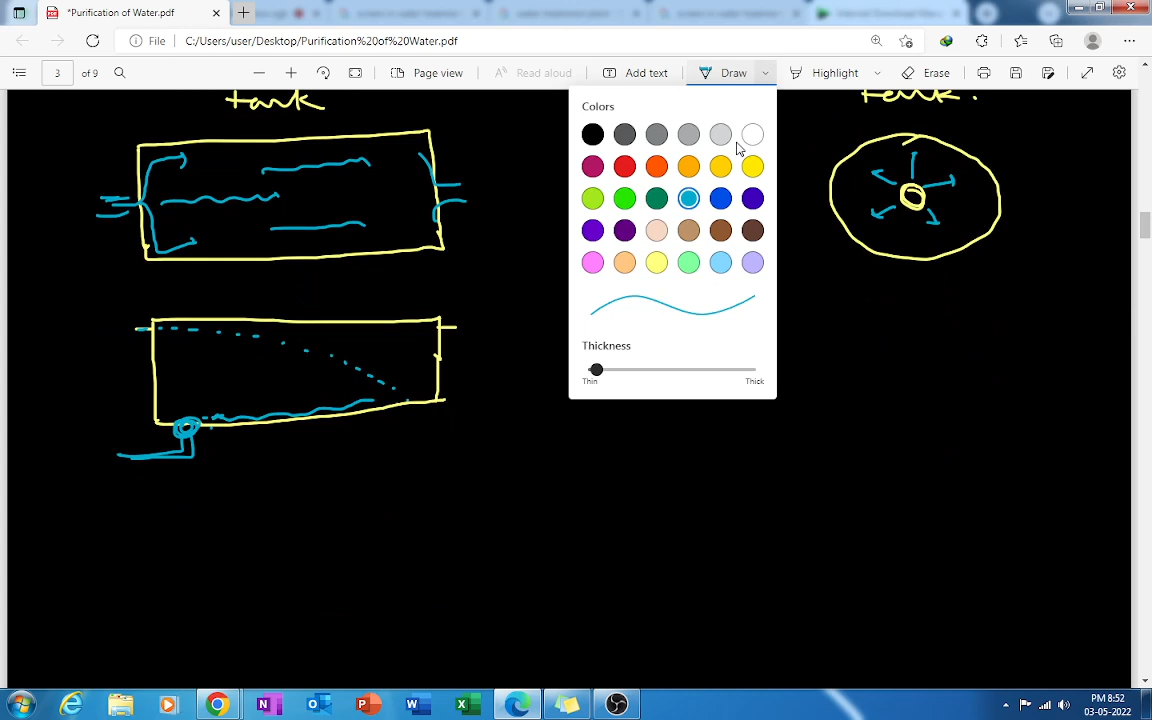 *Purification of Water.pdf
File
C:/Users/user/Desktop/Purification%20of%20Water.pdf
3
of 9
Page view
Read aloud
Add text
Draw
Highlight
Erase
Colors
Thickness
Thin
Thick
tank
tank.
PM 8:52
03-05-2022